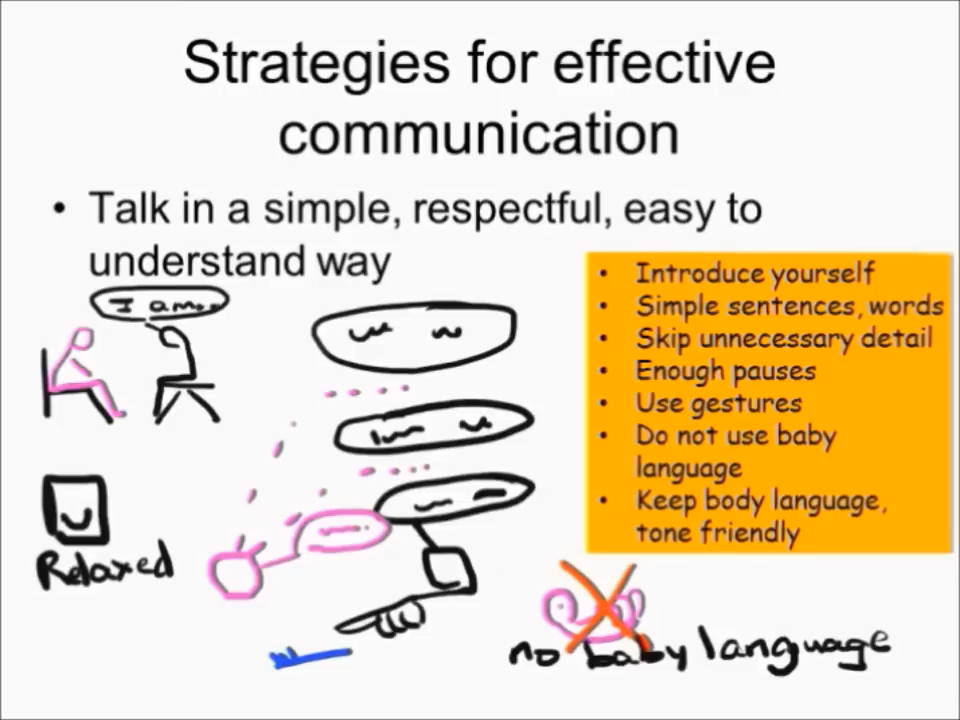 Strategies for effective
communication
• Talk in a simple, respectful, easy to
understand way
I am...
Relaxed
• Introduce yourself
• Simple sentences, words
• Skip unnecessary detail
• Enough pauses
• Use gestures
• Do not use baby
language
• Keep body language,
tone friendly
no baby language